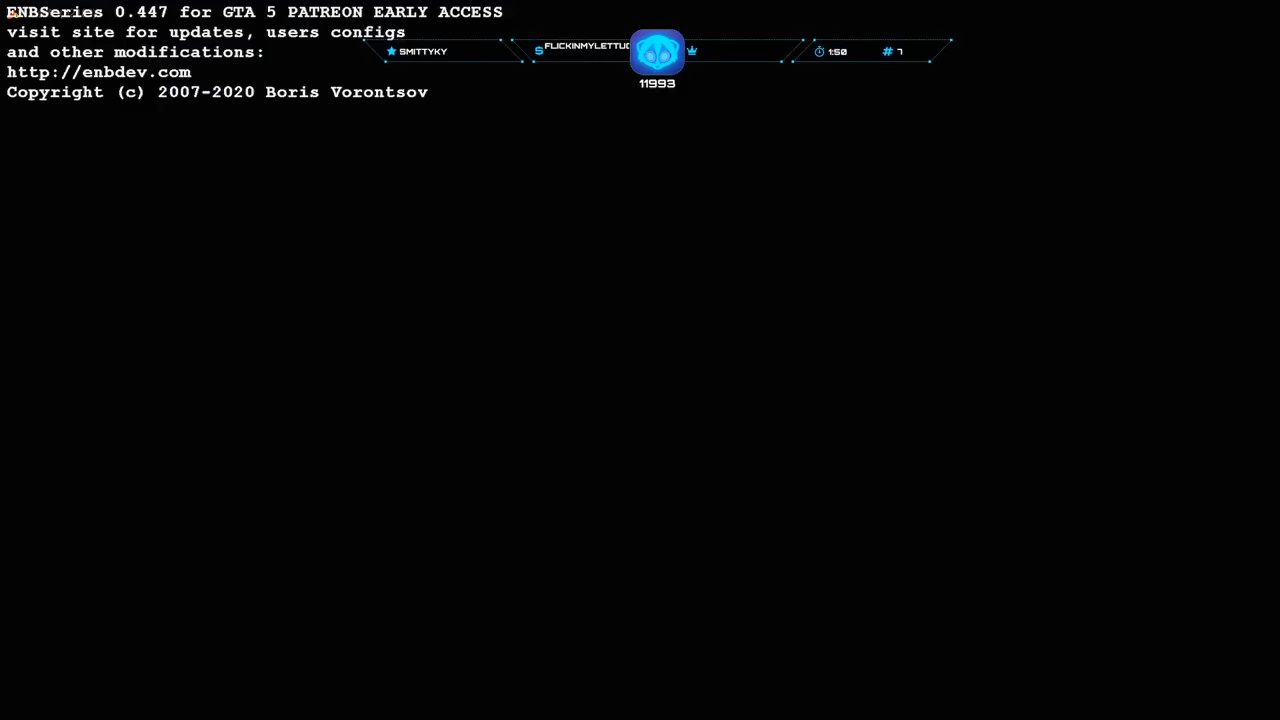 ENBSeries 0.447 for GTA 5 PATREON EARLY ACCESS
visit site for updates, users configs
and other modifications:
http://enbdev.com
Copyright (c) 2007-2020 Boris Vorontsov
SMITTYKY
$ FLICKINMYLETTUC
1:50
# 7
11993